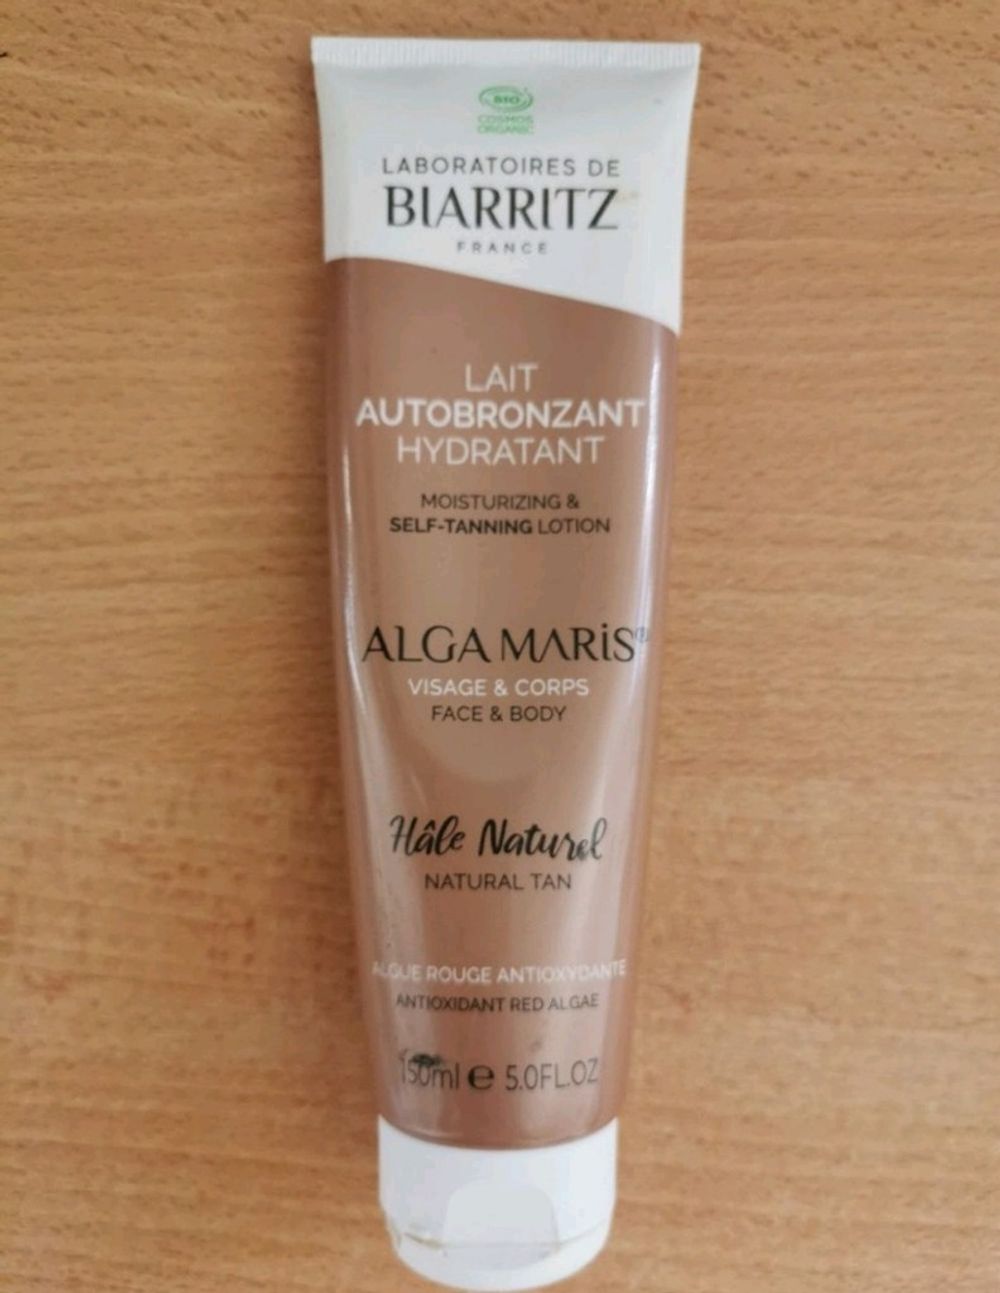 BIO
COSMOS
ORGANIC
LABORATOIRES DE
BIARRITZ
FRANCE
LAIT
AUTOBRONZANT
HYDRATANT
MOISTURIZING &
SELF-TANNING LOTION
ALGA MARiS®
VISAGE & CORPS
FACE & BODY
Hâle Naturel
NATURAL TAN
ALGUE ROUGE ANTIOXYDANTE
ANTIOXIDANT RED ALGAE
150ml e 5.0FL.OZ